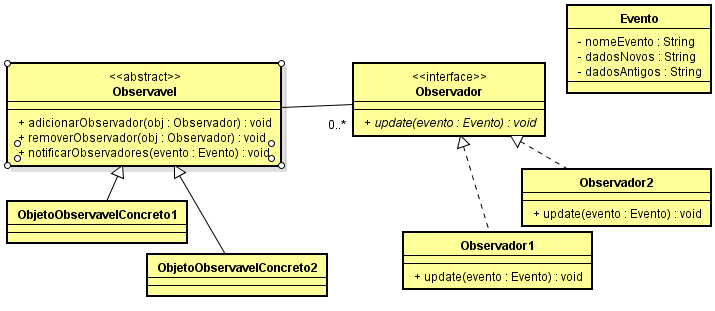 Evento
- nomeEvento : String
- dadosNovos : String
- dadosAntigos : String
<<abstract>>
Observavel
+ adicionarObservador(obj : Observador) : void
+ removerObservador(obj : Observador) : void
+ notificarObservadores(evento : Evento) : void
0..*
<<interface>>
Observador
+ update(evento : Evento) : void
ObjetoObservavelConcreto1
ObjetoObservavelConcreto2
Observador2
+ update(evento : Evento) : void
Observador1
+ update(evento : Evento) : void